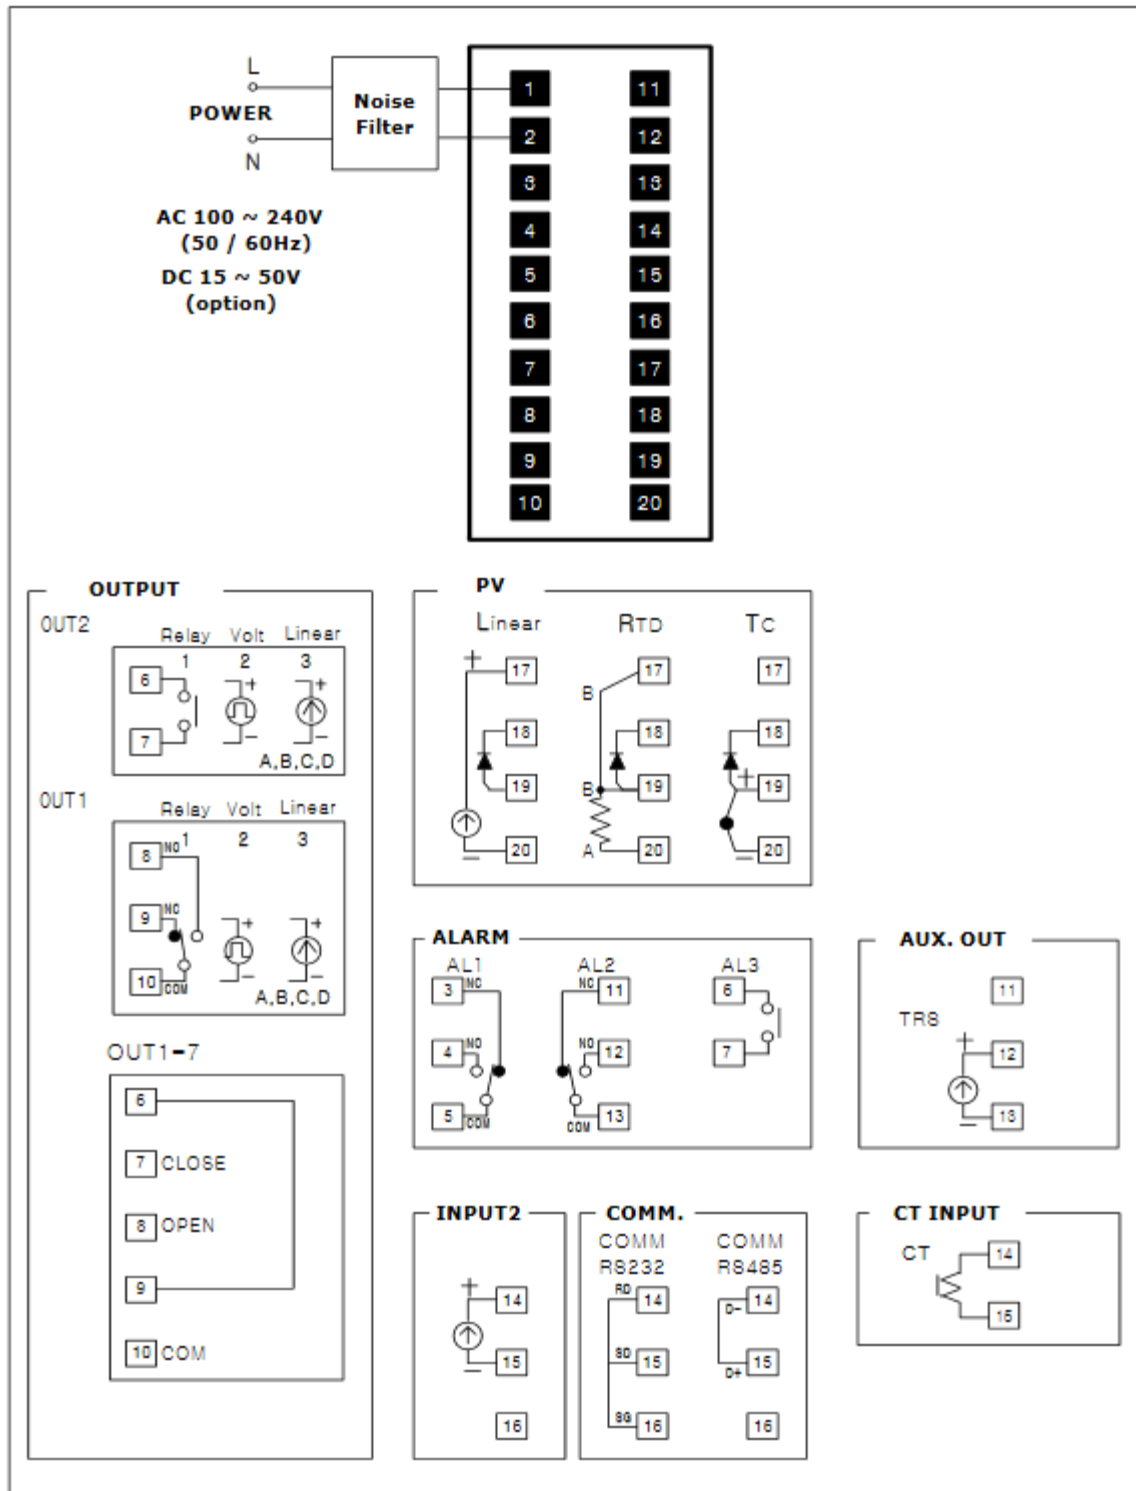 L
POWER
N
Noise
Filter
AC 100 ~ 240V
(50 / 60Hz)
DC 15 ~ 50V
(option)
1 11
2 12
3 13
4 14
5 15
6 16
7 17
8 18
9 19
10 20
OUTPUT
OUT2
Relay Volt Linear
1 2 3
6
+ +
7
- -
A,B,C,D
OUT1
Relay Volt Linear
1 2 3
8 NO
9 NC
+ +
10 COM
- -
A,B,C,D
OUT1-7
6
7 CLOSE
8 OPEN
9
10 COM
PV
Linear RTD TC
+ 17 B 17 17
18 18 18
19 B 19 + 19
- 20 A 20 - 20
ALARM
AL1 AL2 AL3
3 NC NC 11 6
4 NO NO 12 7
5 COM COM 13
AUX. OUT
11
TRS
+ 12
- 13
INPUT2
+ 14
- 15
16
COMM.
COMM COMM
RS232 RS485
RD 14 D- 14
SD 15 D+ 15
SG 16 16
CT INPUT
CT 14
15